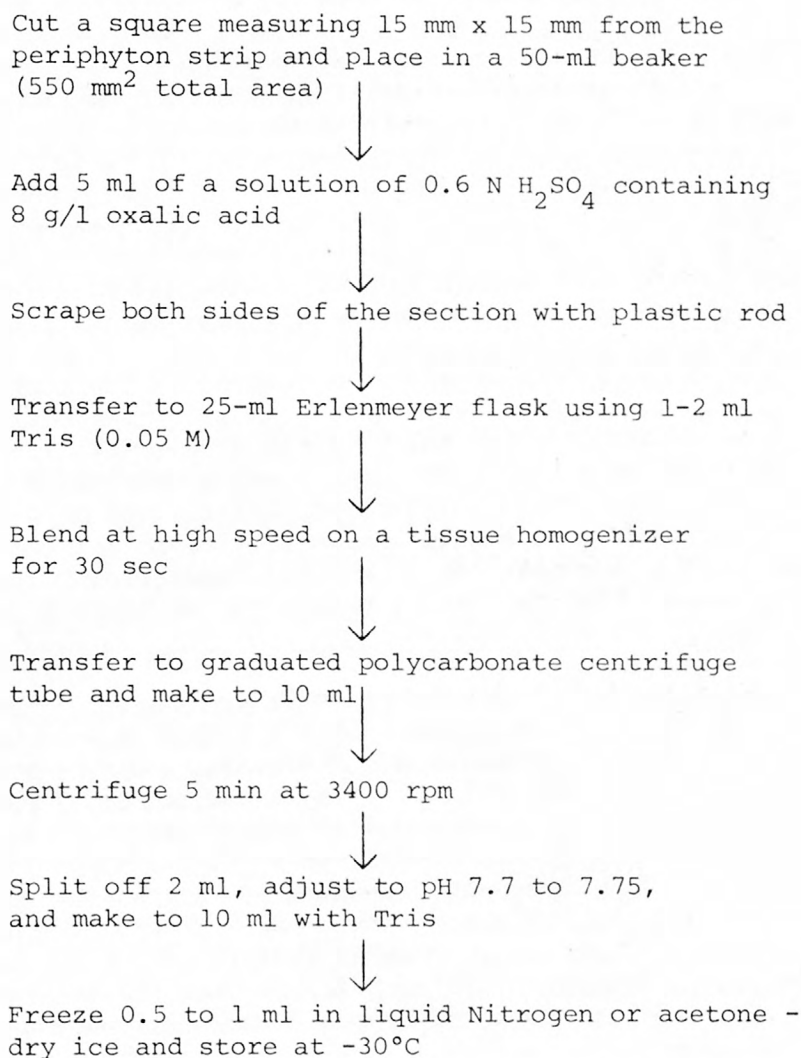 Cut a square measuring 15 mm x 15 mm from the
periphyton strip and place in a 50-ml beaker
(550 mm² total area)
Add 5 ml of a solution of 0.6 N H₂SO₄ containing
8 g/l oxalic acid
Scrape both sides of the section with plastic rod
Transfer to 25-ml Erlenmeyer flask using 1-2 ml
Tris (0.05 M)
Blend at high speed on a tissue homogenizer
for 30 sec
Transfer to graduated polycarbonate centrifuge
tube and make to 10 ml
Centrifuge 5 min at 3400 rpm
Split off 2 ml, adjust to pH 7.7 to 7.75,
and make to 10 ml with Tris
Freeze 0.5 to 1 ml in liquid Nitrogen or acetone -
dry ice and store at -30°C